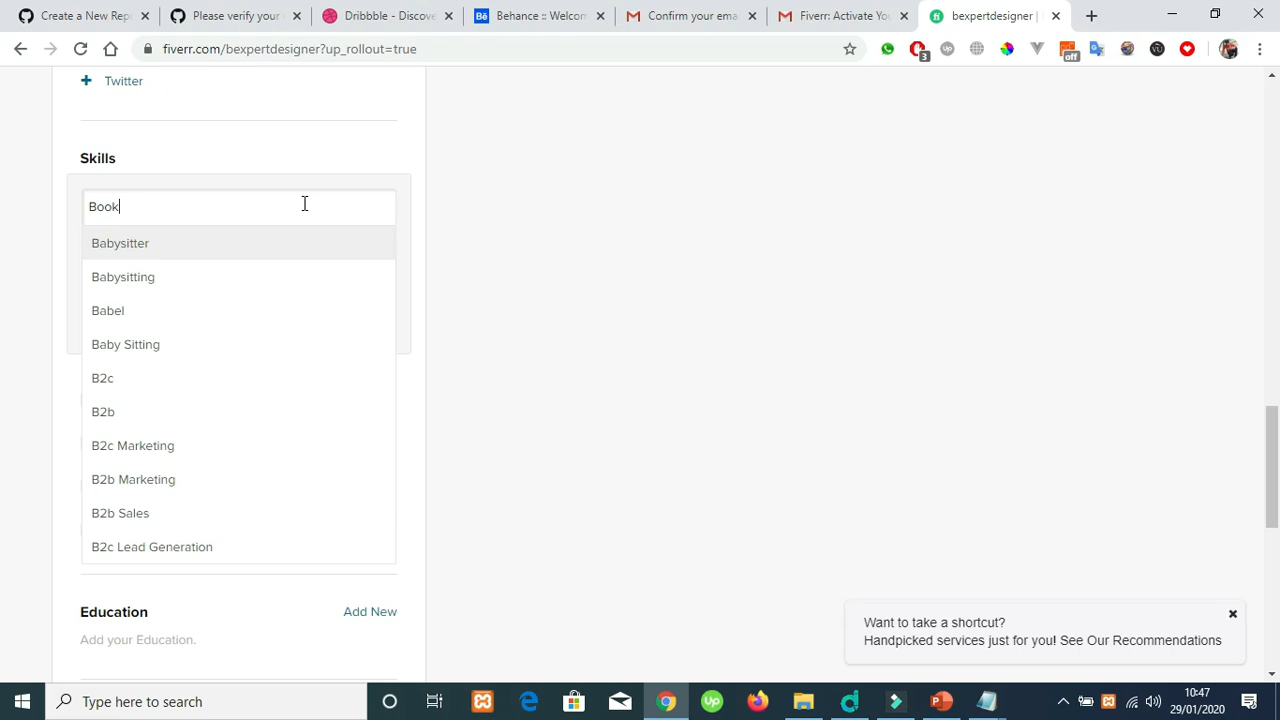 Create a New Rep
Please verify your
Dribbble - Discove
Behance :: Welcom
Confirm your ema
Fiverr: Activate Yo
bexpertdesigner |
fiverr.com/bexpertdesigner?up_rollout=true
Twitter
Skills
Book
Babysitter
Babysitting
Babel
Baby Sitting
B2c
B2b
B2c Marketing
B2b Marketing
B2b Sales
B2c Lead Generation
Education
Add New
Add your Education.
Want to take a shortcut?
Handpicked services just for you! See Our Recommendations
Type here to search
10:47
29/01/2020
3
off
Up